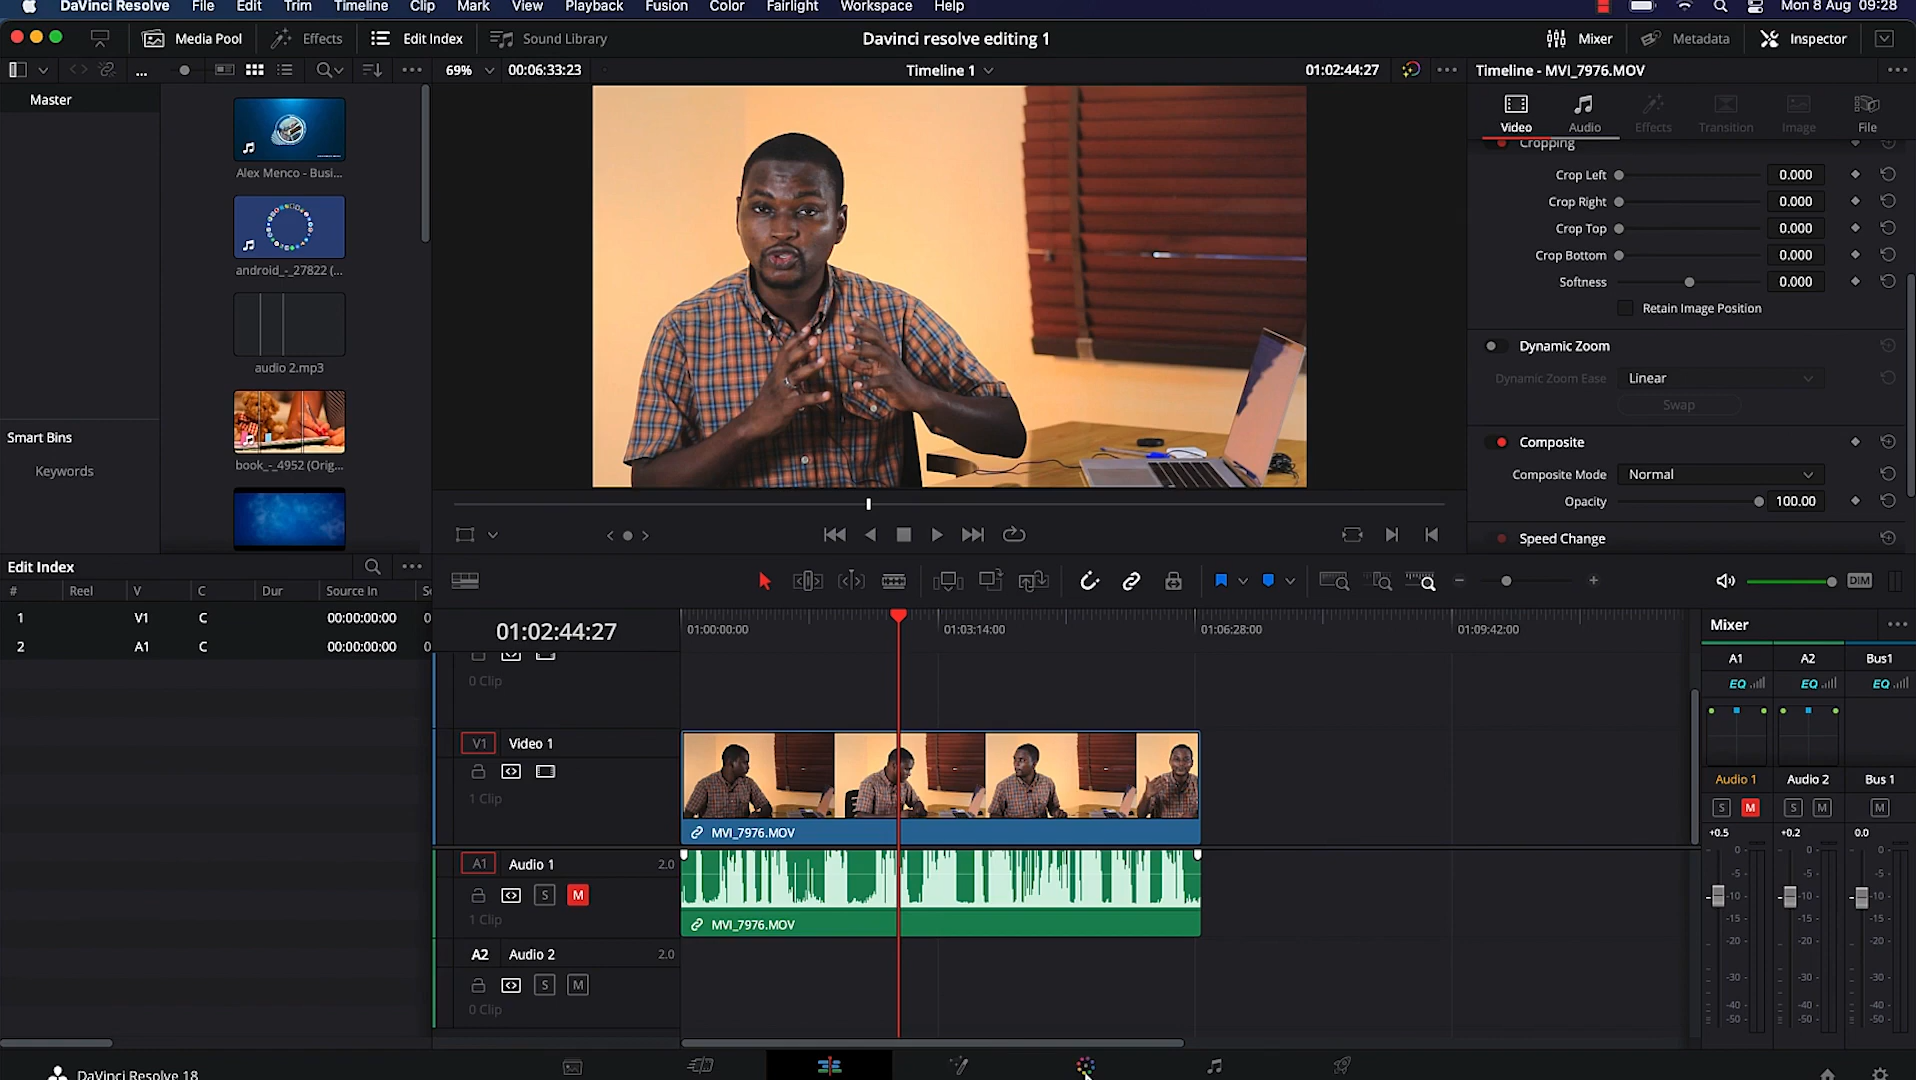 DaVinci Resolve File Edit Trim Timeline Clip Mark View Playback Fusion Color Fairlight Workspace Help Mon 8 Aug 09:28
Media Pool Effects Edit Index Sound Library Davinci resolve editing 1 Mixer Metadata Inspector
... 69% 00:06:33:23 Timeline 1 01:02:44:27 Timeline - MVI_7976.MOV
Master
Video Audio Effects Transition Image File
Alex Menco - Busi...
android_-_27822 (...
audio 2.mp3
book_-_4952 (Orig...
Smart Bins
Keywords
Cropping
Crop Left 0.000
Crop Right 0.000
Crop Top 0.000
Crop Bottom 0.000
Softness 0.000
Retain Image Position
Dynamic Zoom
Dynamic Zoom Ease Linear
Swap
Composite
Composite Mode Normal
Opacity 100.00
Speed Change
Edit Index
# Reel V C Dur Source In
1 V1 C 00:00:00:00 0
2 A1 C 00:00:00:00 0
DIM
01:02:44:27 01:00:00:00 01:03:14:00 01:06:28:00 01:09:42:00
0 Clip
V1 Video 1
1 Clip
MVI_7976.MOV
A1 Audio 1 2.0
S M
1 Clip
MVI_7976.MOV
A2 Audio 2 2.0
S M
0 Clip
Mixer
A1 A2 Bus1
EQ EQ EQ
Audio 1 Audio 2 Bus 1
S M S M M
+0.5 +0.2 0.0
0- 0- 0-
-5- -5- -5-
-10- -10- -10-
-15- -15- -15-
-20- -20- -20-
-30- -30- -30-
-40- -40- -40-
-50- -50- -50-
DaVinci Resolve 18